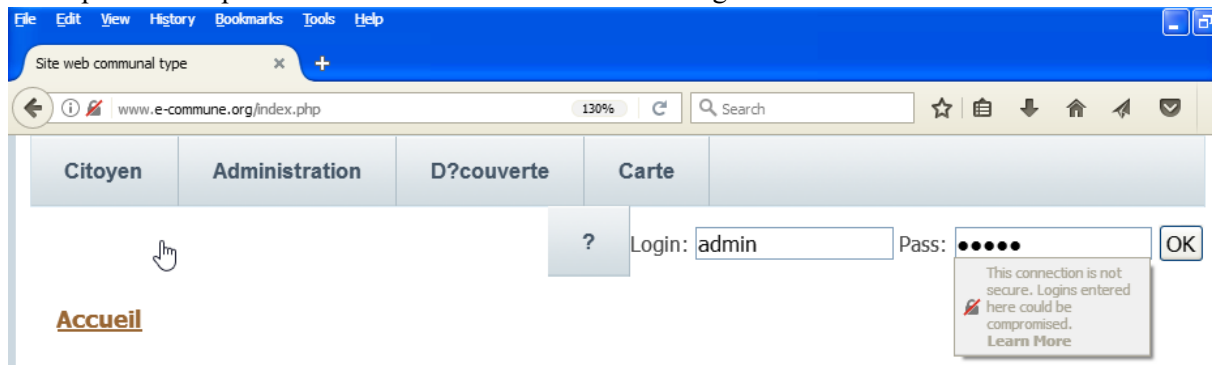 File Edit View History Bookmarks Tools Help
Site web communal type
www.e-commune.org/index.php 130% Search
Citoyen Administration D?couverte Carte
? Login: admin Pass: ●●●●● OK
This connection is not
secure. Logins entered
here could be
compromised.
Learn More
Accueil